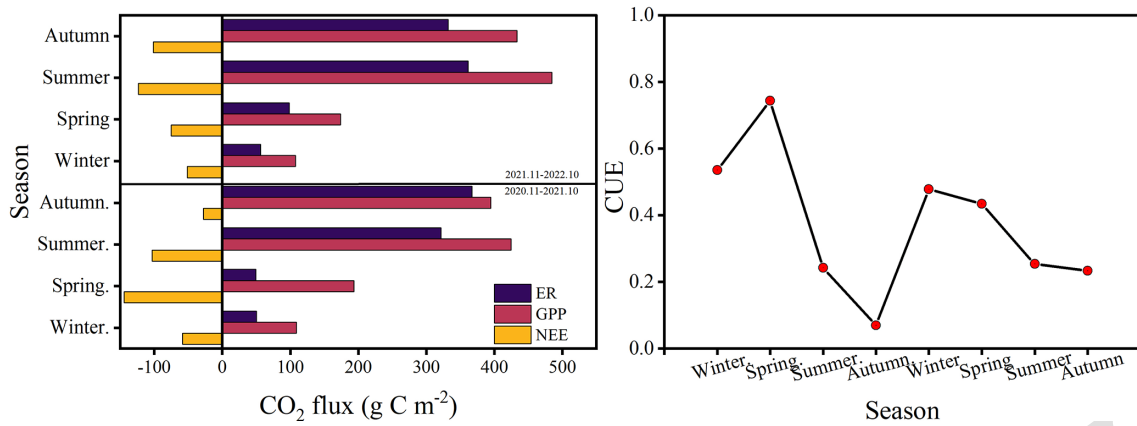 Season
Autumn
Summer
Spring
Winter
2021.11-2022.10
2020.11-2021.10
Autumn.
Summer.
Spring.
Winter.
ER
GPP
NEE
-100 0 100 200 300 400 500
CO₂ flux (g C m⁻²)
CUE
1.0
0.8
0.6
0.4
0.2
0.0
Winter. Spring. Summer. Autumn. Winter Spring Summer Autumn
Season